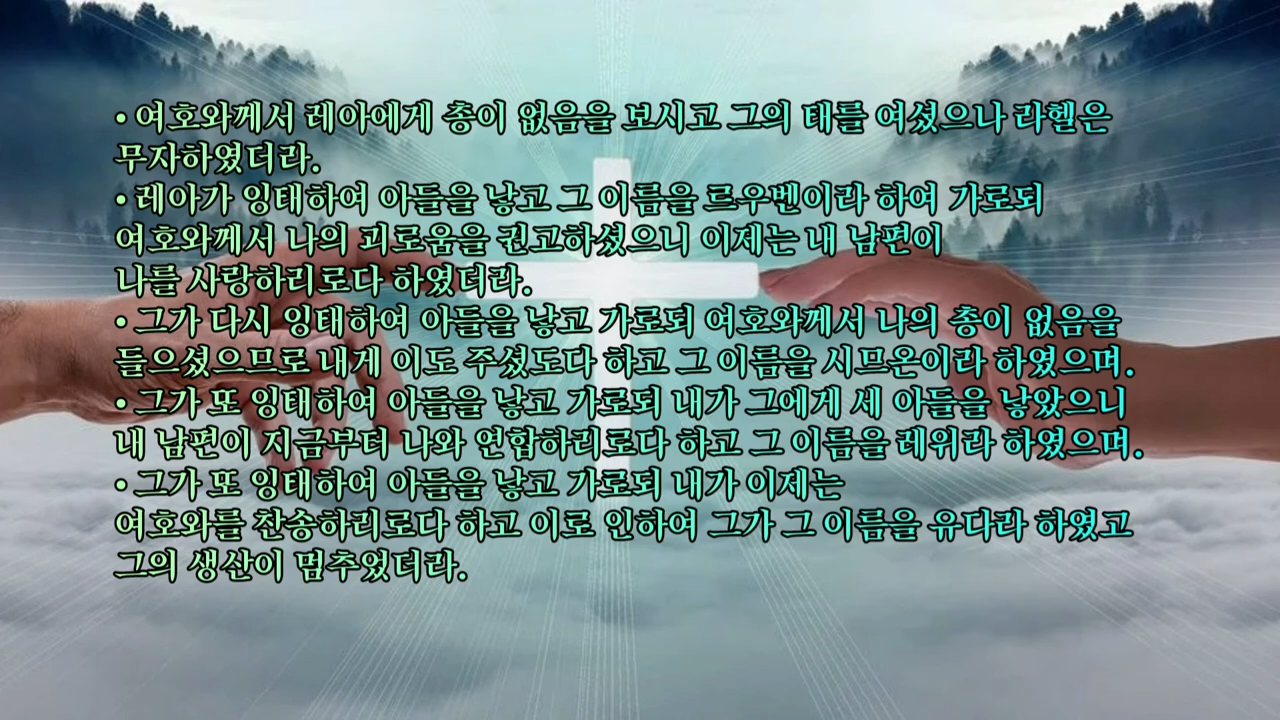 • 여호와께서 레아에게 총이 없음을 보시고 그의 태를 여셨으나 라헬은
무자하였더라.
• 레아가 잉태하여 아들을 낳고 그 이름을 르우벤이라 하여 가로되
여호와께서 나의 괴로움을 권고하셨으니 이제는 내 남편이
나를 사랑하리로다 하였더라.
• 그가 다시 잉태하여 아들을 낳고 가로되 여호와께서 나의 총이 없음을
들으셨으므로 내게 이도 주셨도다 하고 그 이름을 시므온이라 하였으며.
• 그가 또 잉태하여 아들을 낳고 가로되 내가 그에게 세 아들을 낳았으니
내 남편이 지금부터 나와 연합하리로다 하고 그 이름을 레위라 하였으며.
• 그가 또 잉태하여 아들을 낳고 가로되 내가 이제는
여호와를 찬송하리로다 하고 이로 인하여 그가 그 이름을 유다라 하였고
그의 생산이 멈추었더라.